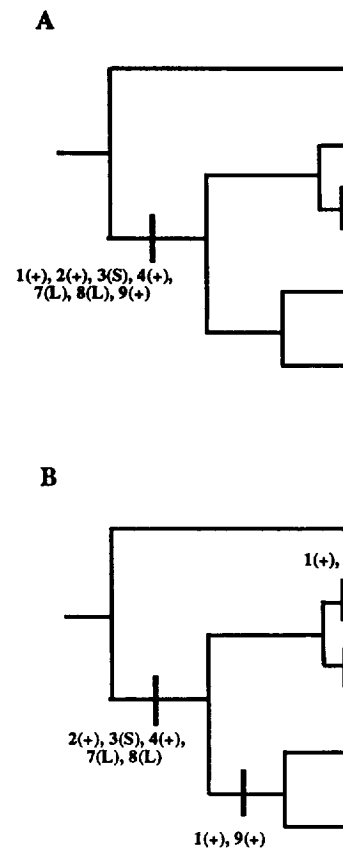 A
1(+), 2(+), 3(S), 4(+),
7(L), 8(L), 9(+)
B
1(+),
2(+), 3(S), 4(+),
7(L), 8(L)
1(+), 9(+)